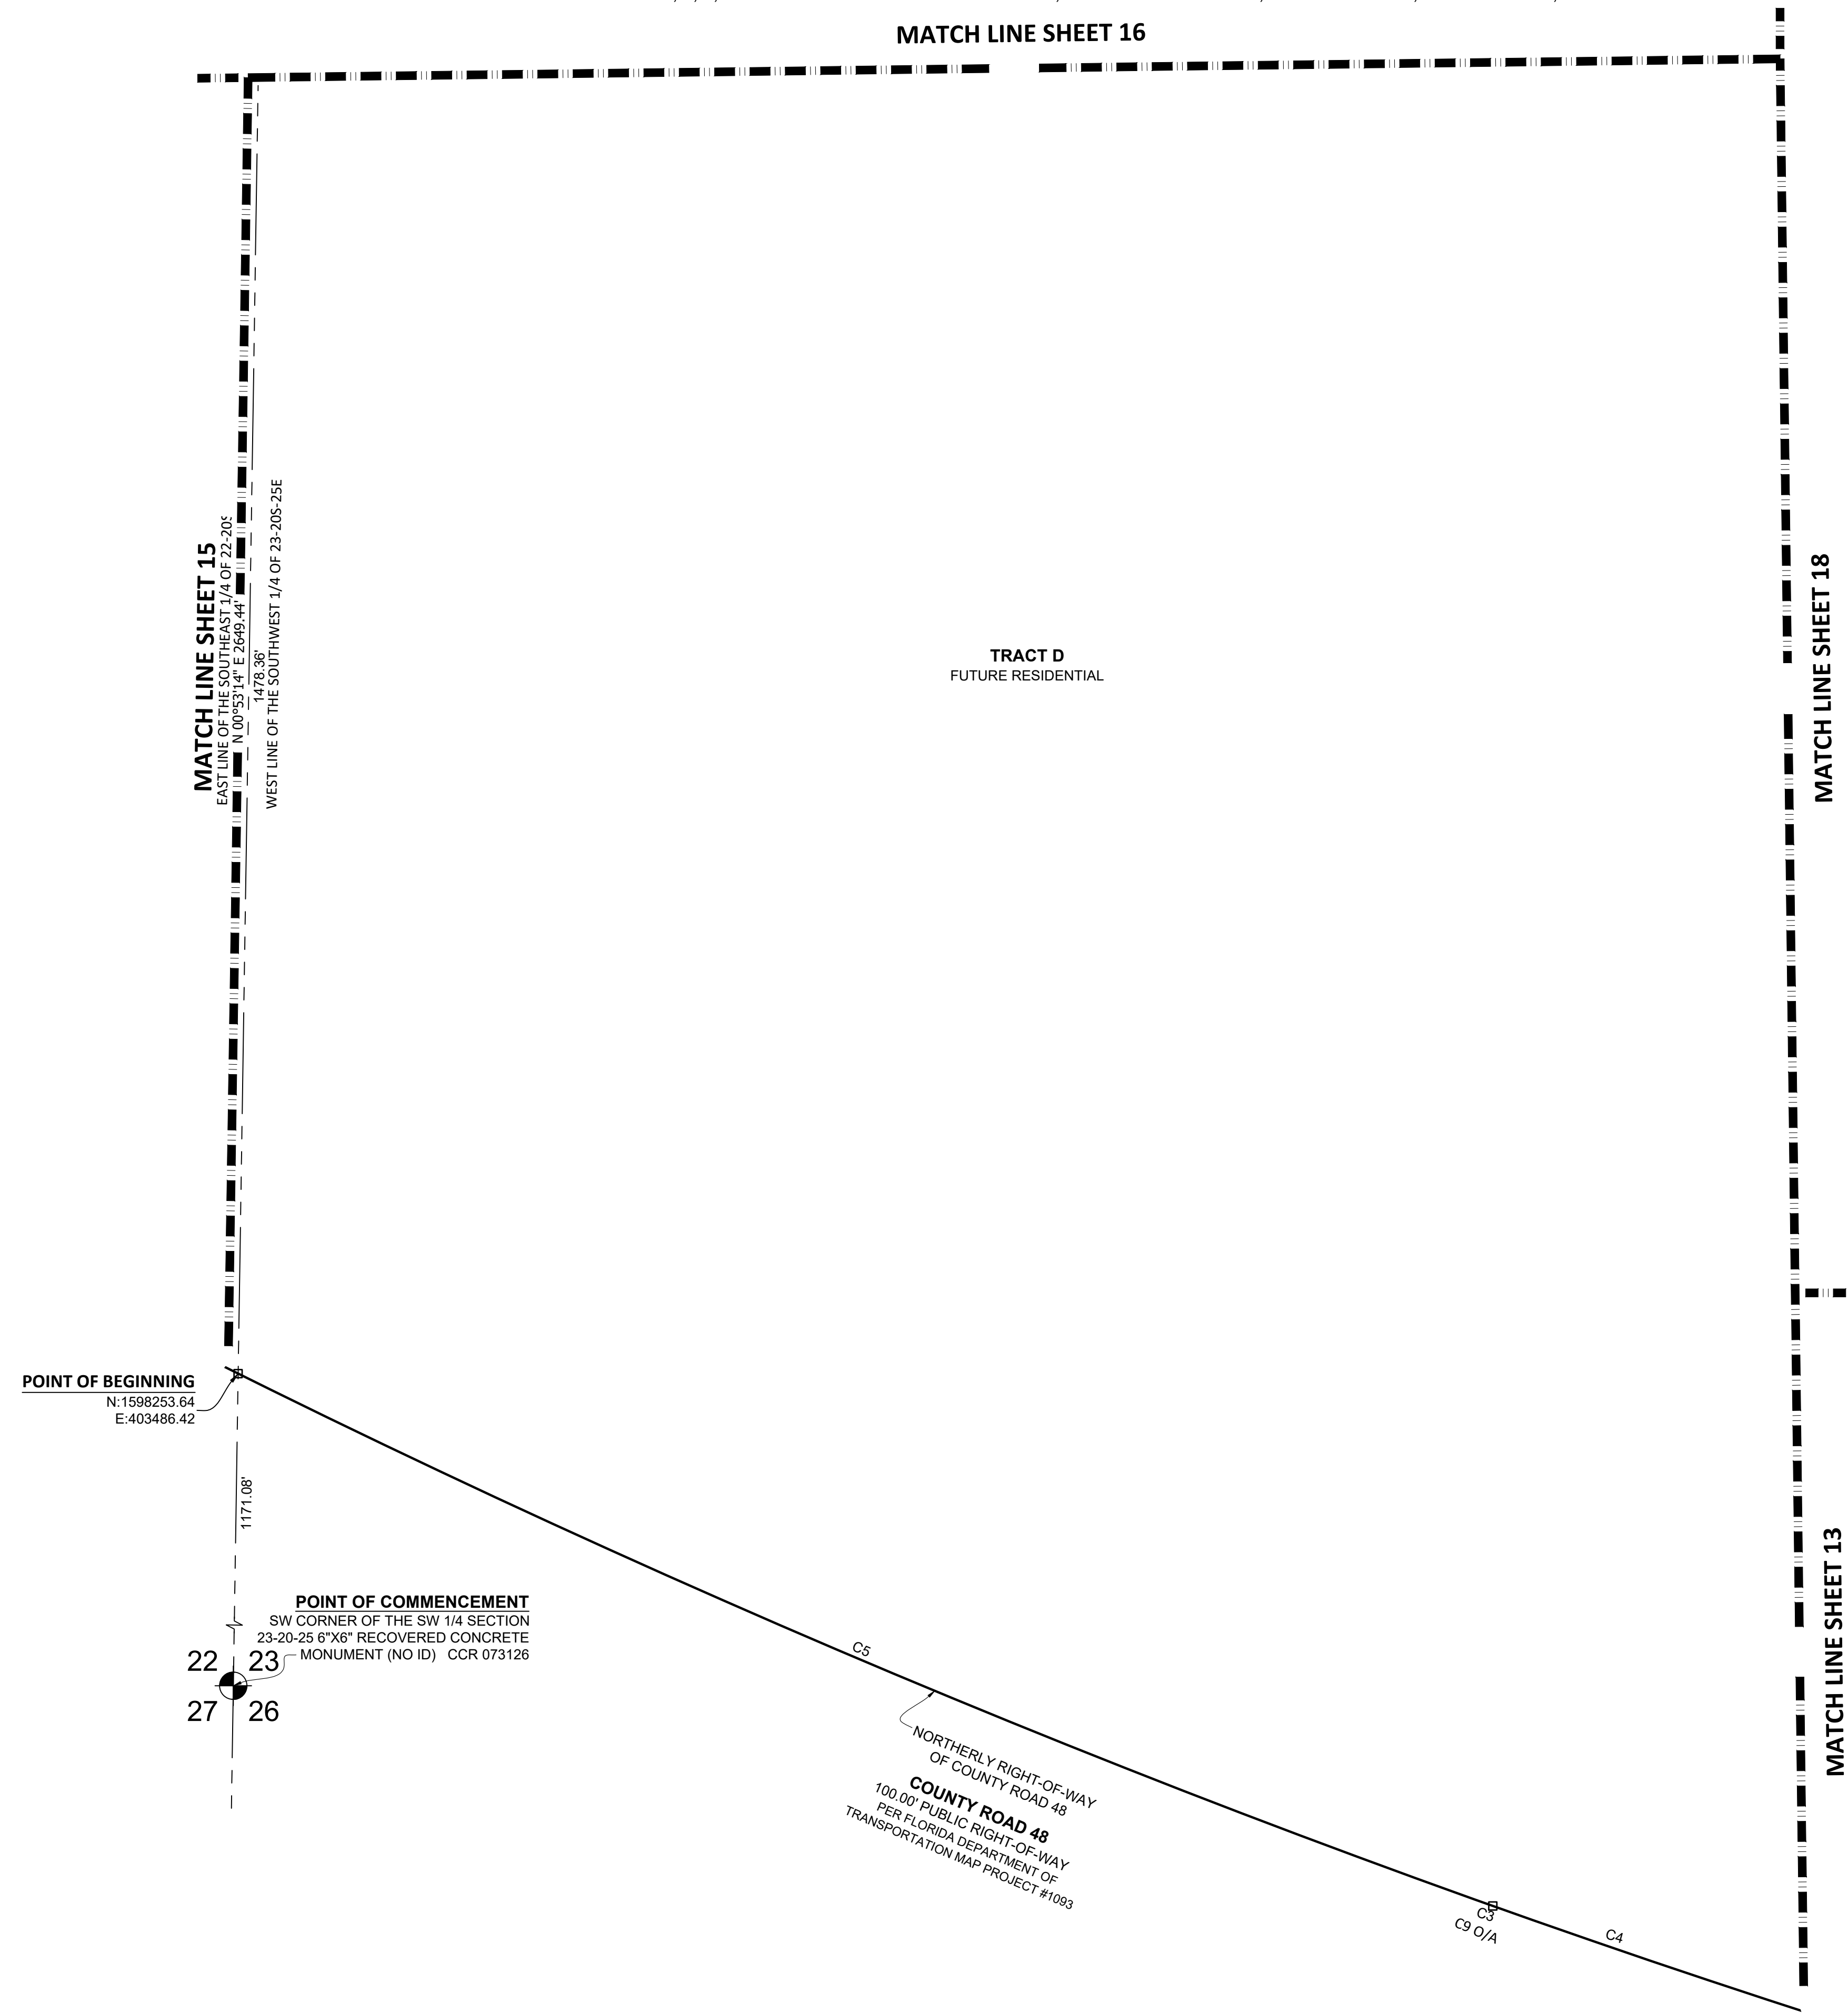 MATCH LINE SHEET 16
MATCH LINE SHEET 15
EAST LINE OF THE SOUTHEAST 1/4 OF 22-20S
N 00°53'14" E 2649.44'
1478.36'
WEST LINE OF THE SOUTHWEST 1/4 OF 23-20S-25E
TRACT D
FUTURE RESIDENTIAL
MATCH LINE SHEET 18
POINT OF BEGINNING
N:1598253.64
E:403486.42
1171.08'
POINT OF COMMENCEMENT
SW CORNER OF THE SW 1/4 SECTION
23-20-25 6"X6" RECOVERED CONCRETE
MONUMENT (NO ID) CCR 073126
22 23
27 26
C5
NORTHERLY RIGHT-OF-WAY
OF COUNTY ROAD 48
COUNTY ROAD 48
100.00' PUBLIC RIGHT-OF-WAY
PER FLORIDA DEPARTMENT OF
TRANSPORTATION MAP PROJECT #1093
C3
C9 O/A
C4
MATCH LINE SHEET 13